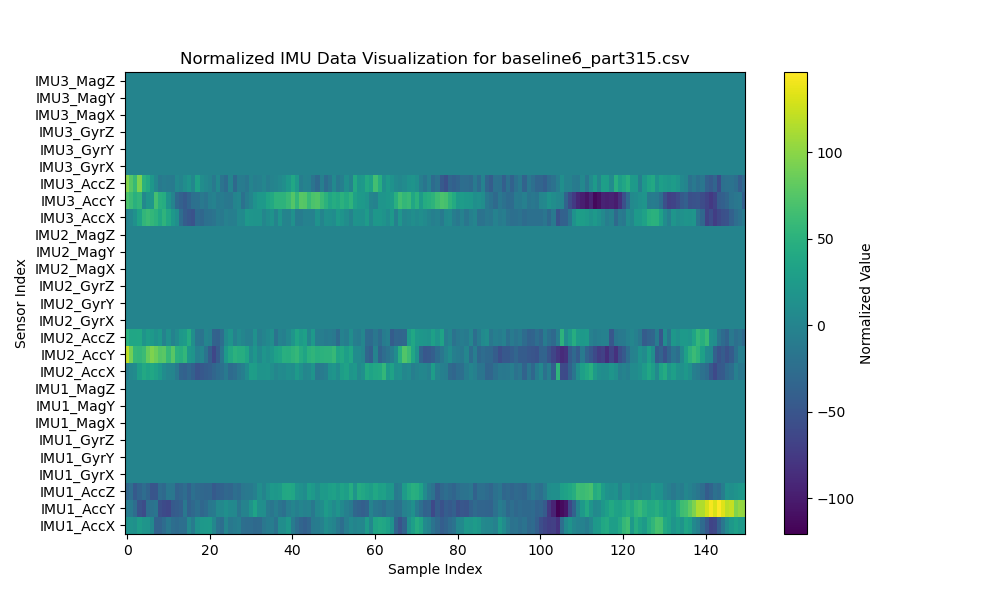 Normalized IMU Data Visualization for baseline6_part315.csv
IMU3_MagZ
IMU3_MagY
IMU3_MagX
IMU3_GyrZ
IMU3_GyrY
IMU3_GyrX
IMU3_AccZ
IMU3_AccY
IMU3_AccX
IMU2_MagZ
IMU2_MagY
IMU2_MagX
IMU2_GyrZ
IMU2_GyrY
IMU2_GyrX
IMU2_AccZ
IMU2_AccY
IMU2_AccX
IMU1_MagZ
IMU1_MagY
IMU1_MagX
IMU1_GyrZ
IMU1_GyrY
IMU1_GyrX
IMU1_AccZ
IMU1_AccY
IMU1_AccX
Sensor Index
0 20 40 60 80 100 120 140
Sample Index
100
50
0
−50
−100
Normalized Value